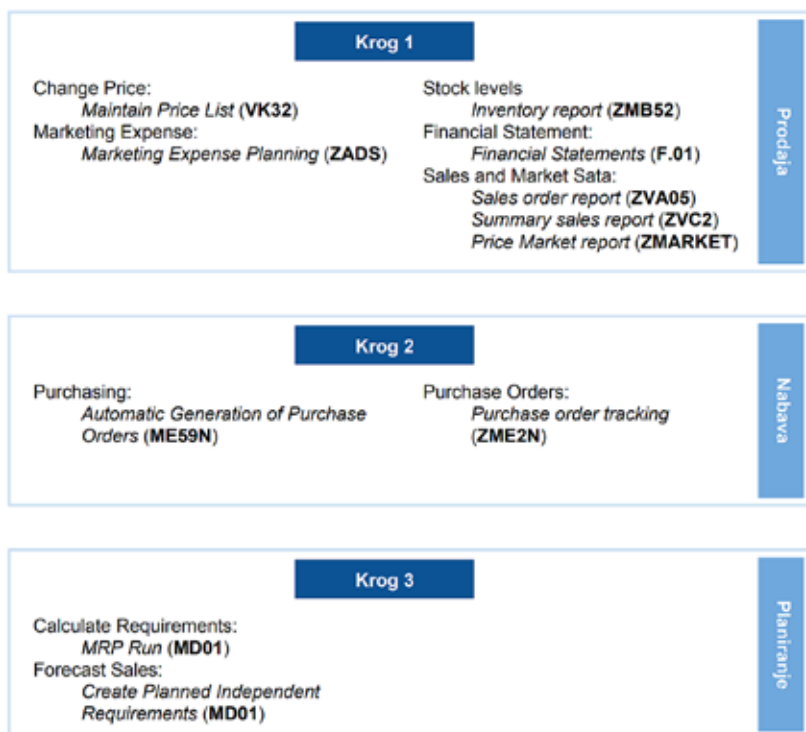 Krog 1
Change Price:
Maintain Price List (VK32)
Marketing Expense:
Marketing Expense Planning (ZADS)
Stock levels
Inventory report (ZMB52)
Financial Statement:
Financial Statements (F.01)
Sales and Market Sata:
Sales order report (ZVA05)
Summary sales report (ZVC2)
Price Market report (ZMARKET)
Prodaja
Krog 2
Purchasing:
Automatic Generation of Purchase
Orders (ME59N)
Purchase Orders:
Purchase order tracking
(ZME2N)
Nabava
Krog 3
Calculate Requirements:
MRP Run (MD01)
Forecast Sales:
Create Planned Independent
Requirements (MD01)
Planiranje